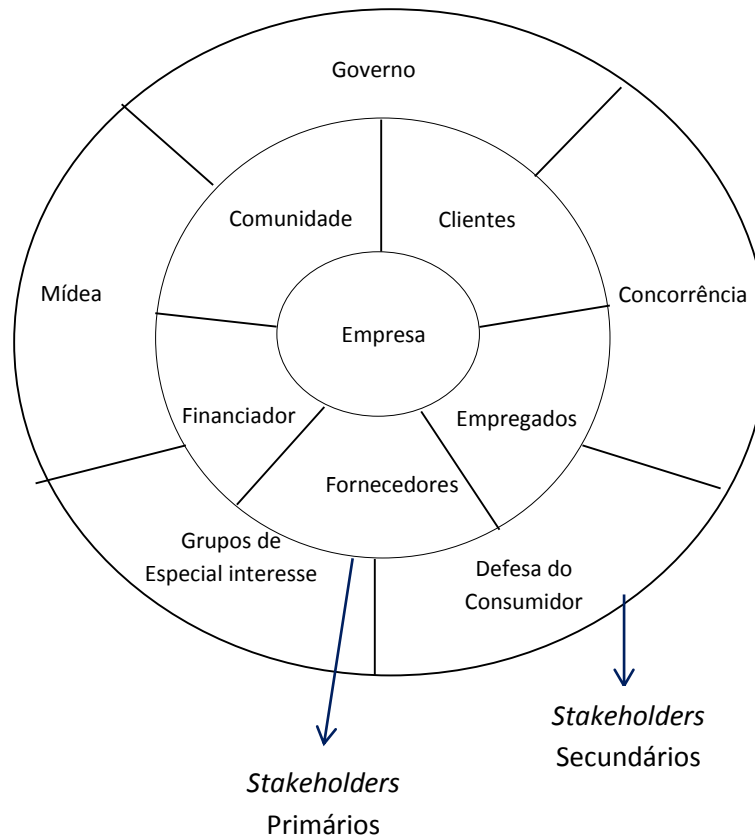 Governo
Comunidade
Clientes
Mídea
Concorrência
Empresa
Financiador
Empregados
Fornecedores
Grupos de
Especial interesse
Defesa do
Consumidor
Stakeholders
Secundários
Stakeholders
Primários